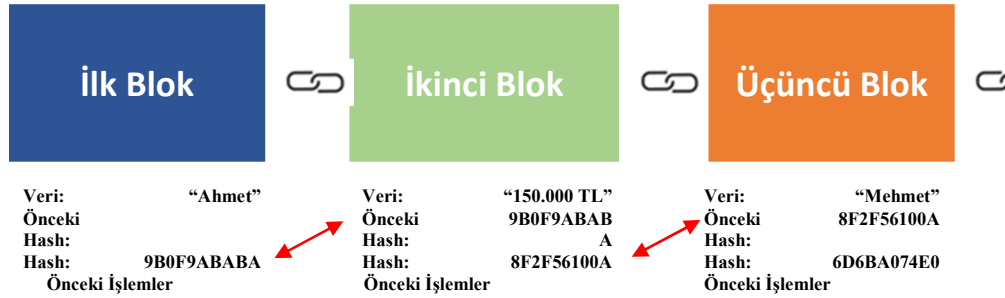 İlk Blok
İkinci Blok
Üçüncü Blok
Veri: “Ahmet”
Önceki
Hash:
Hash: 9B0F9ABABA
Önceki İşlemler
Veri: “150.000 TL”
Önceki 9B0F9ABAB
Hash: A
Hash: 8F2F56100A
Önceki İşlemler
Veri: “Mehmet”
Önceki 8F2F56100A
Hash:
Hash: 6D6BA074E0
Önceki İşlemler